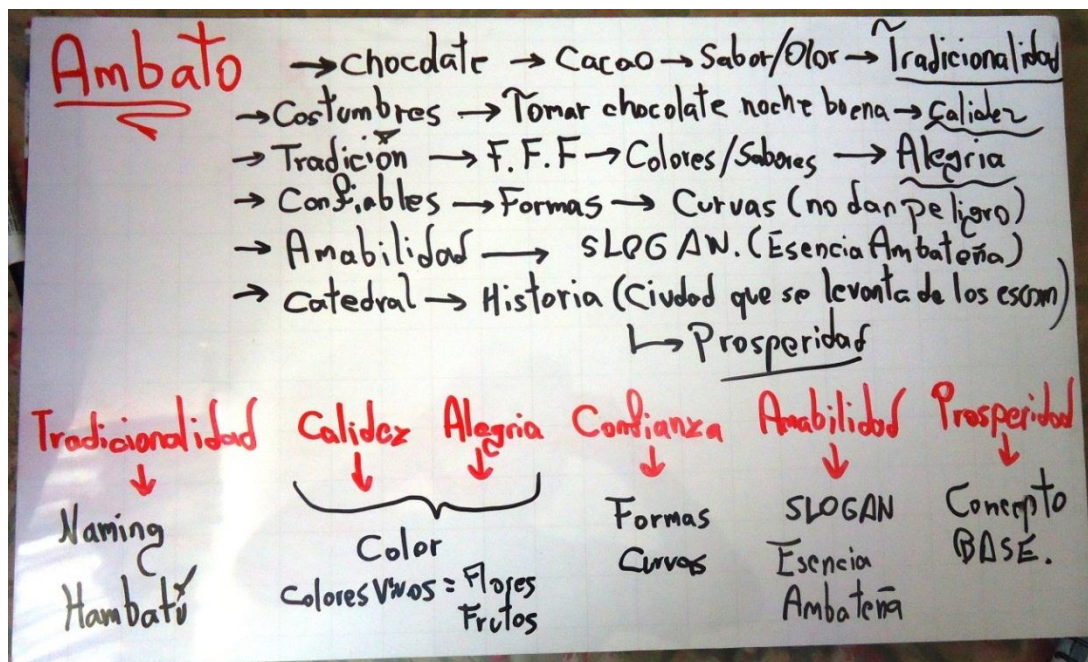 Ambato → chocolate → Cacao → Sabor/Olor → Tradicionalidad
→ Costumbres → Tomar chocolate noche buena → Calidez
→ Tradición → F.F.F → Colores/Sabores → Alegria
→ Confiables → Formas → Curvas (no dan peligro)
→ Amabilidad → SLOGAN. (Esencia Ambateña)
→ Catedral → Historia (Ciudad que se levanta de los escom)
↳ Prosperidad
Tradicionalidad Calidez Alegria Confianza Amabilidad Prosperidad
↓ ↓ ↓ ↓ ↓ ↓
Naming Color Formas SLOGAN Concepto
Hambatú Colores Vivos = Flores Curvas Esencia BASE.
Frutos Ambateña